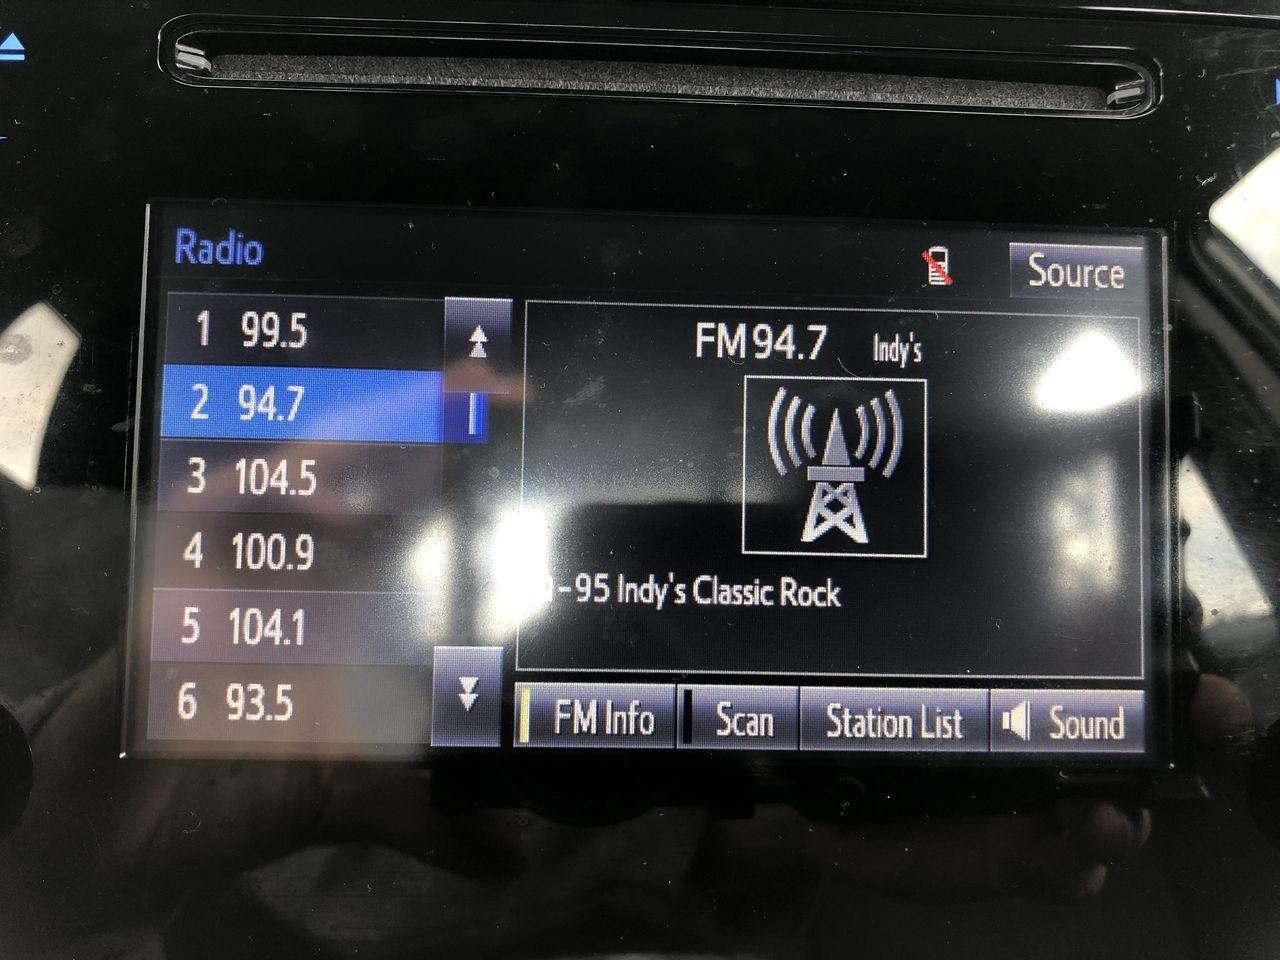 Radio
Source
1 99.5
2 94.7
3 104.5
4 100.9
5 104.1
6 93.5
FM 94.7 Indy's
-95 Indy's Classic Rock
FM Info
Scan
Station List
Sound